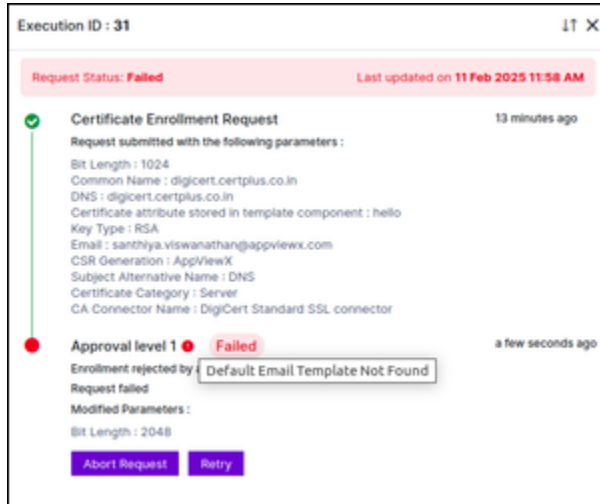 Execution ID : 31
Request Status: Failed Last updated on 11 Feb 2025 11:58 AM
Certificate Enrollment Request 13 minutes ago
Request submitted with the following parameters :
Bit Length : 1024
Common Name : digicert.certplus.co.in
DNS : digicert.certplus.co.in
Certificate attribute stored in template component : hello
Key Type : RSA
Email : santhiya.viswanathan@appviewx.com
CSR Generation : AppViewX
Subject Alternative Name : DNS
Certificate Category : Server
CA Connector Name : DigiCert Standard SSL connector
Approval level 1 Failed a few seconds ago
Enrollment rejected by
Default Email Template Not Found
Request failed
Modified Parameters :
Bit Length : 2048
Abort Request Retry